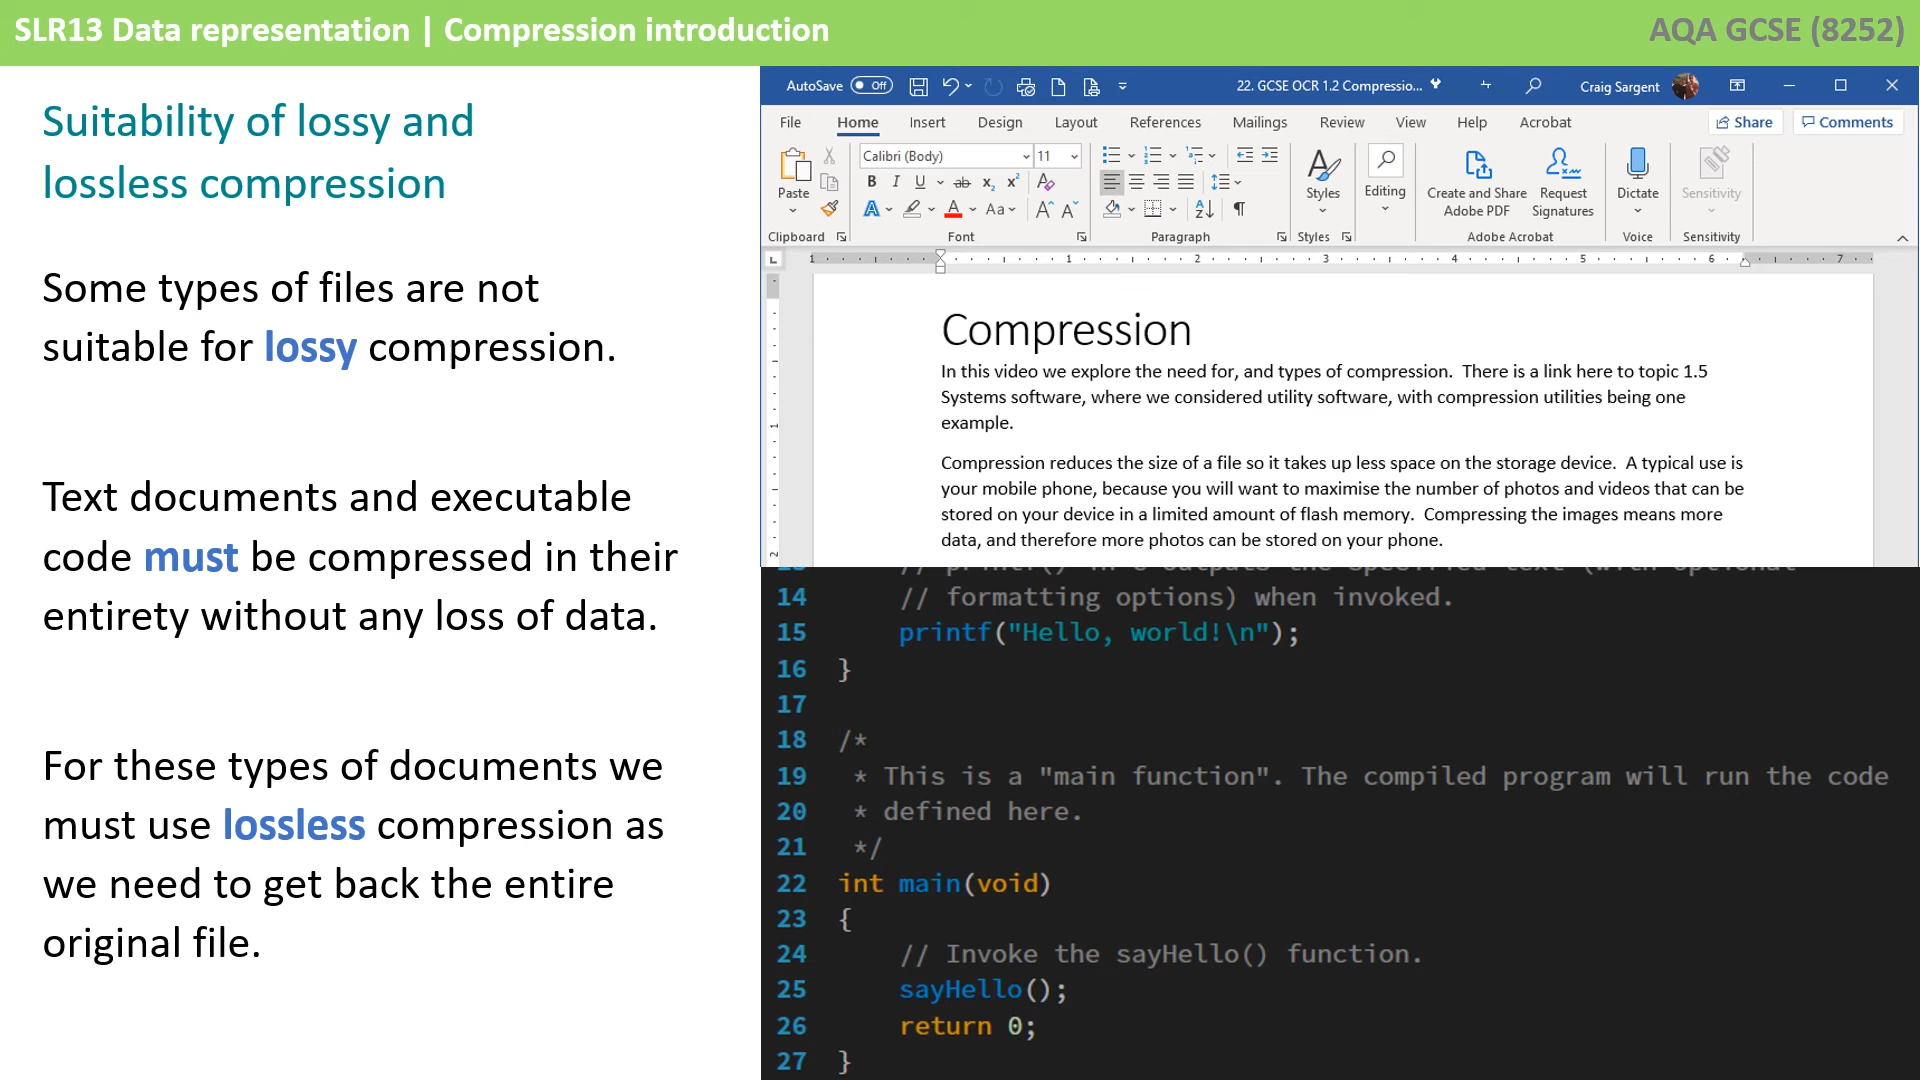 SLR13 Data representation | Compression introduction
AQA GCSE (8252)
Suitability of lossy and
lossless compression
Some types of files are not
suitable for lossy compression.
Text documents and executable
code must be compressed in their
entirety without any loss of data.
For these types of documents we
must use lossless compression as
we need to get back the entire
original file.
AutoSave Off 22. GCSE OCR 1.2 Compressio... Craig Sargent
File Home Insert Design Layout References Mailings Review View Help Acrobat Share Comments
Calibri (Body) 11
Paste Styles Editing Create and Share Adobe PDF Request Signatures Dictate Sensitivity
Clipboard Font Paragraph Styles Adobe Acrobat Voice Sensitivity
1 1 2 3 4 5 6 7
Compression
In this video we explore the need for, and types of compression. There is a link here to topic 1.5
Systems software, where we considered utility software, with compression utilities being one
example.
Compression reduces the size of a file so it takes up less space on the storage device. A typical use is
your mobile phone, because you will want to maximise the number of photos and videos that can be
stored on your device in a limited amount of flash memory. Compressing the images means more
data, and therefore more photos can be stored on your phone.
14 // formatting options) when invoked.
15 printf("Hello, world!\n");
16 }
17
18 /*
19 * This is a "main function". The compiled program will run the code
20 * defined here.
21 */
22 int main(void)
23 {
24 // Invoke the sayHello() function.
25 sayHello();
26 return 0;
27 }